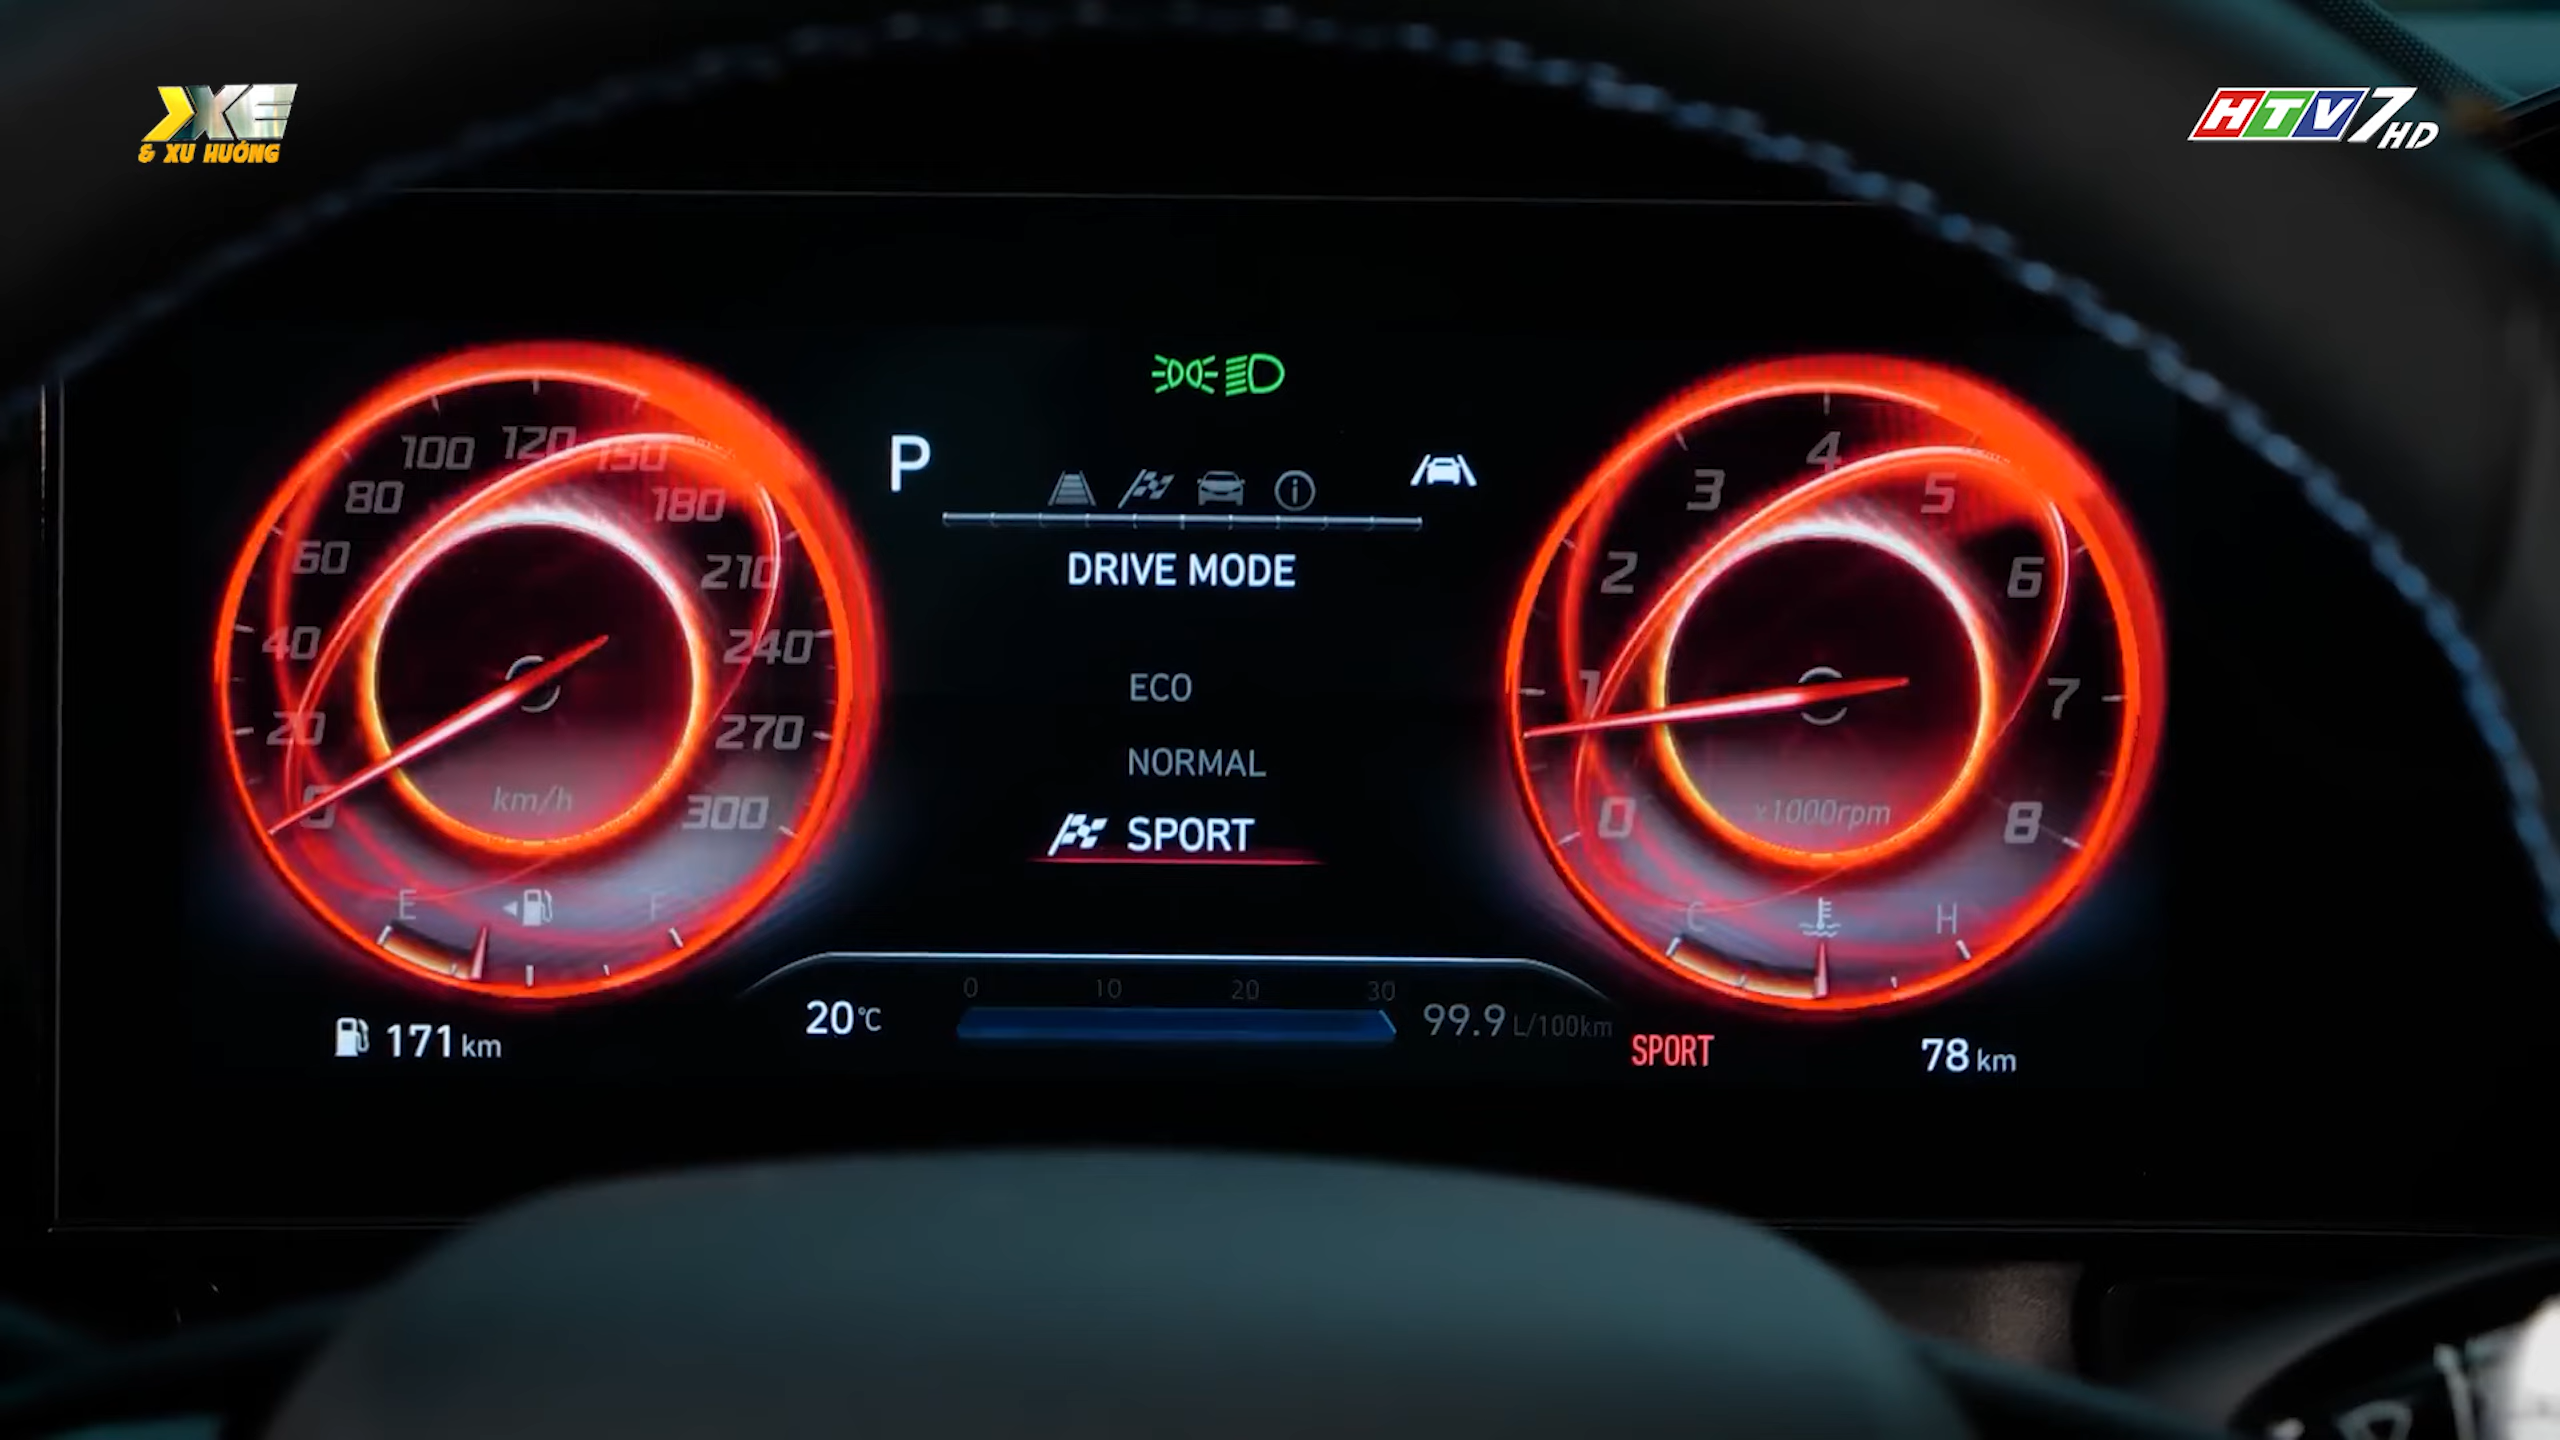 XE
& XU HƯỚNG
HTV7HD
100 120 150
80 180
60 210
40 240
20 270
0 300
km/h
E F
171 km
P
DRIVE MODE
ECO
NORMAL
SPORT
0 10 20 30
20°C
99.9 L/100km
4
3 5
2 6
1 7
0 8
x1000rpm
C H
SPORT
78 km